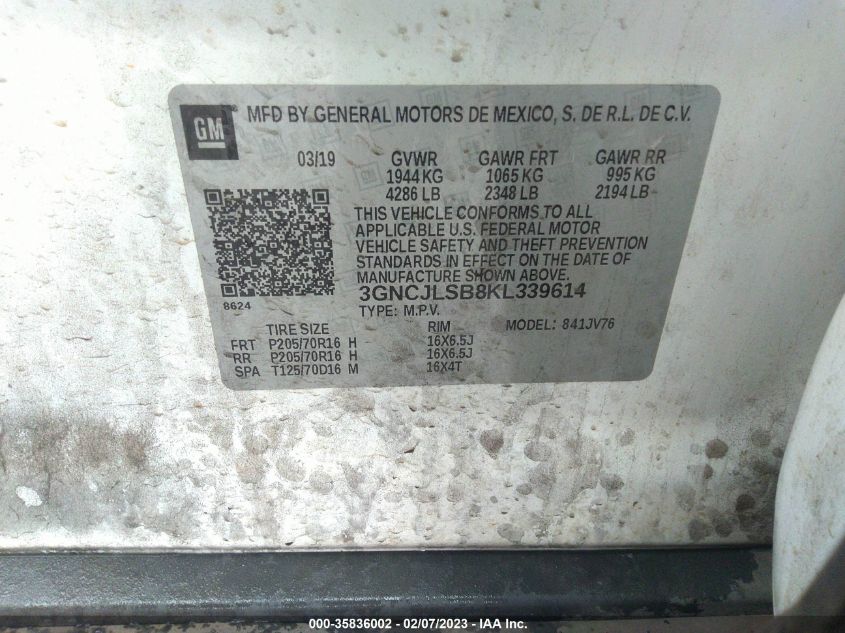 GM MFD BY GENERAL MOTORS DE MEXICO, S. DE R.L. DE C.V.
03/19 GVWR GAWR FRT GAWR RR
1944 KG 1065 KG 995 KG
4286 LB 2348 LB 2194 LB
THIS VEHICLE CONFORMS TO ALL
APPLICABLE U.S. FEDERAL MOTOR
VEHICLE SAFETY AND THEFT PREVENTION
STANDARDS IN EFFECT ON THE DATE OF
MANUFACTURE SHOWN ABOVE.
8624 3GNCJLSB8KL339614
TYPE: M.P.V.
TIRE SIZE RIM MODEL: 841JV76
FRT P205/70R16 H 16X6.5J
RR P205/70R16 H 16X6.5J
SPA T125/70D16 M 16X4T
IAAI.COM: 35836002 - 02/07/2023 - IAA Inc.